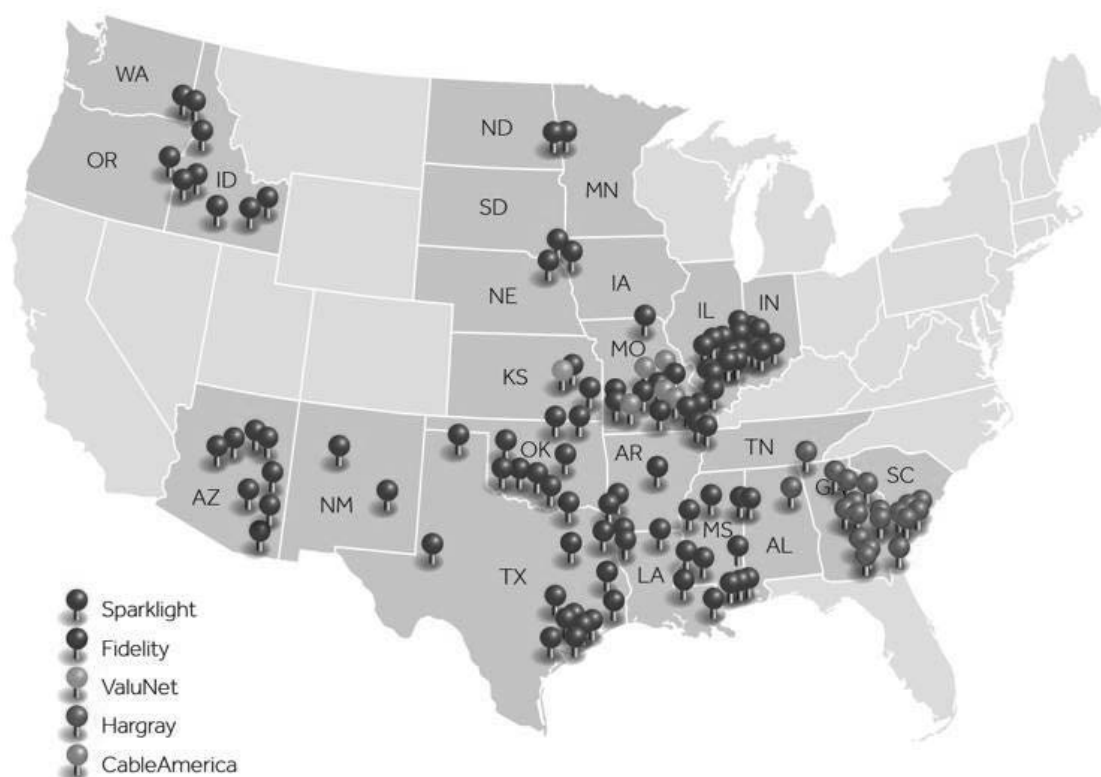 WA
ND
OR
ID
MN
SD
IA
NE
IL
IN
MO
KS
TN
OK
AR
SC
AZ
NM
MS
AL
TX
LA
Sparklight
Fidelity
ValuNet
Hargray
CableAmerica